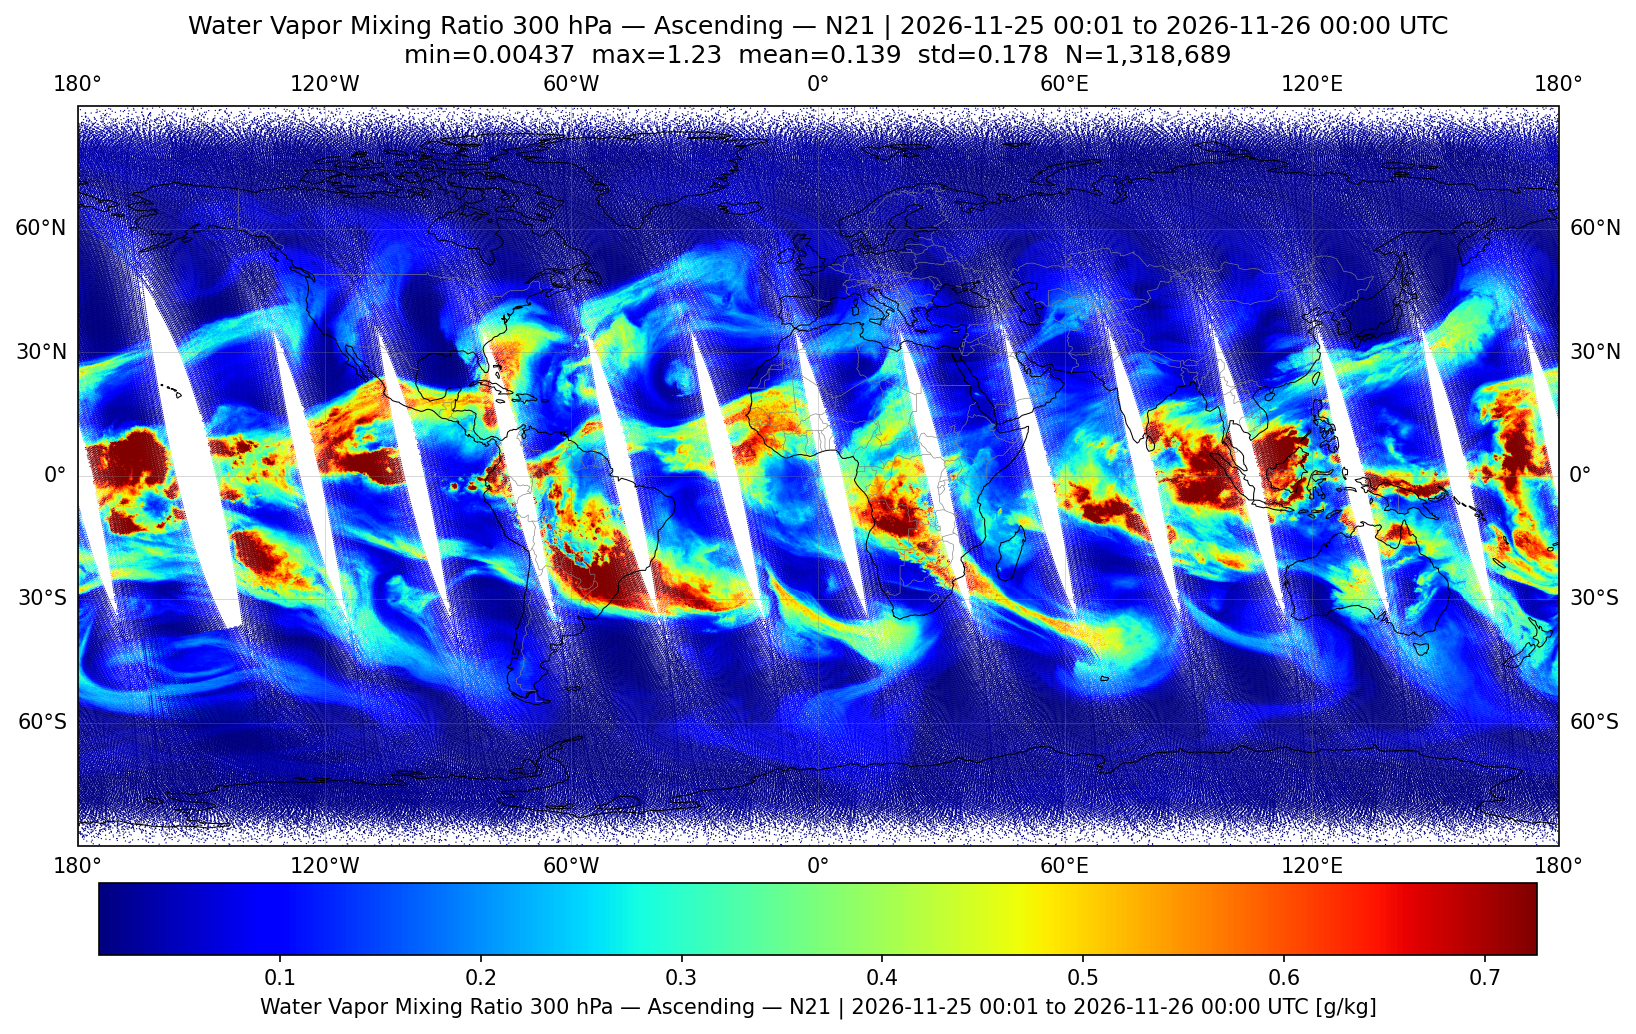 Water Vapor Mixing Ratio 300 hPa — Ascending — N21 | 2026-11-25 00:01 to 2026-11-26 00:00 UTC
min=0.00437  max=1.23  mean=0.139  std=0.178  N=1,318,689
180° 120°W 60°W 0° 60°E 120°E 180°
60°N 60°N
30°N 30°N
0° 0°
30°S 30°S
60°S 60°S
180° 120°W 60°W 0° 60°E 120°E 180°
0.1 0.2 0.3 0.4 0.5 0.6 0.7
Water Vapor Mixing Ratio 300 hPa — Ascending — N21 | 2026-11-25 00:01 to 2026-11-26 00:00 UTC [g/kg]